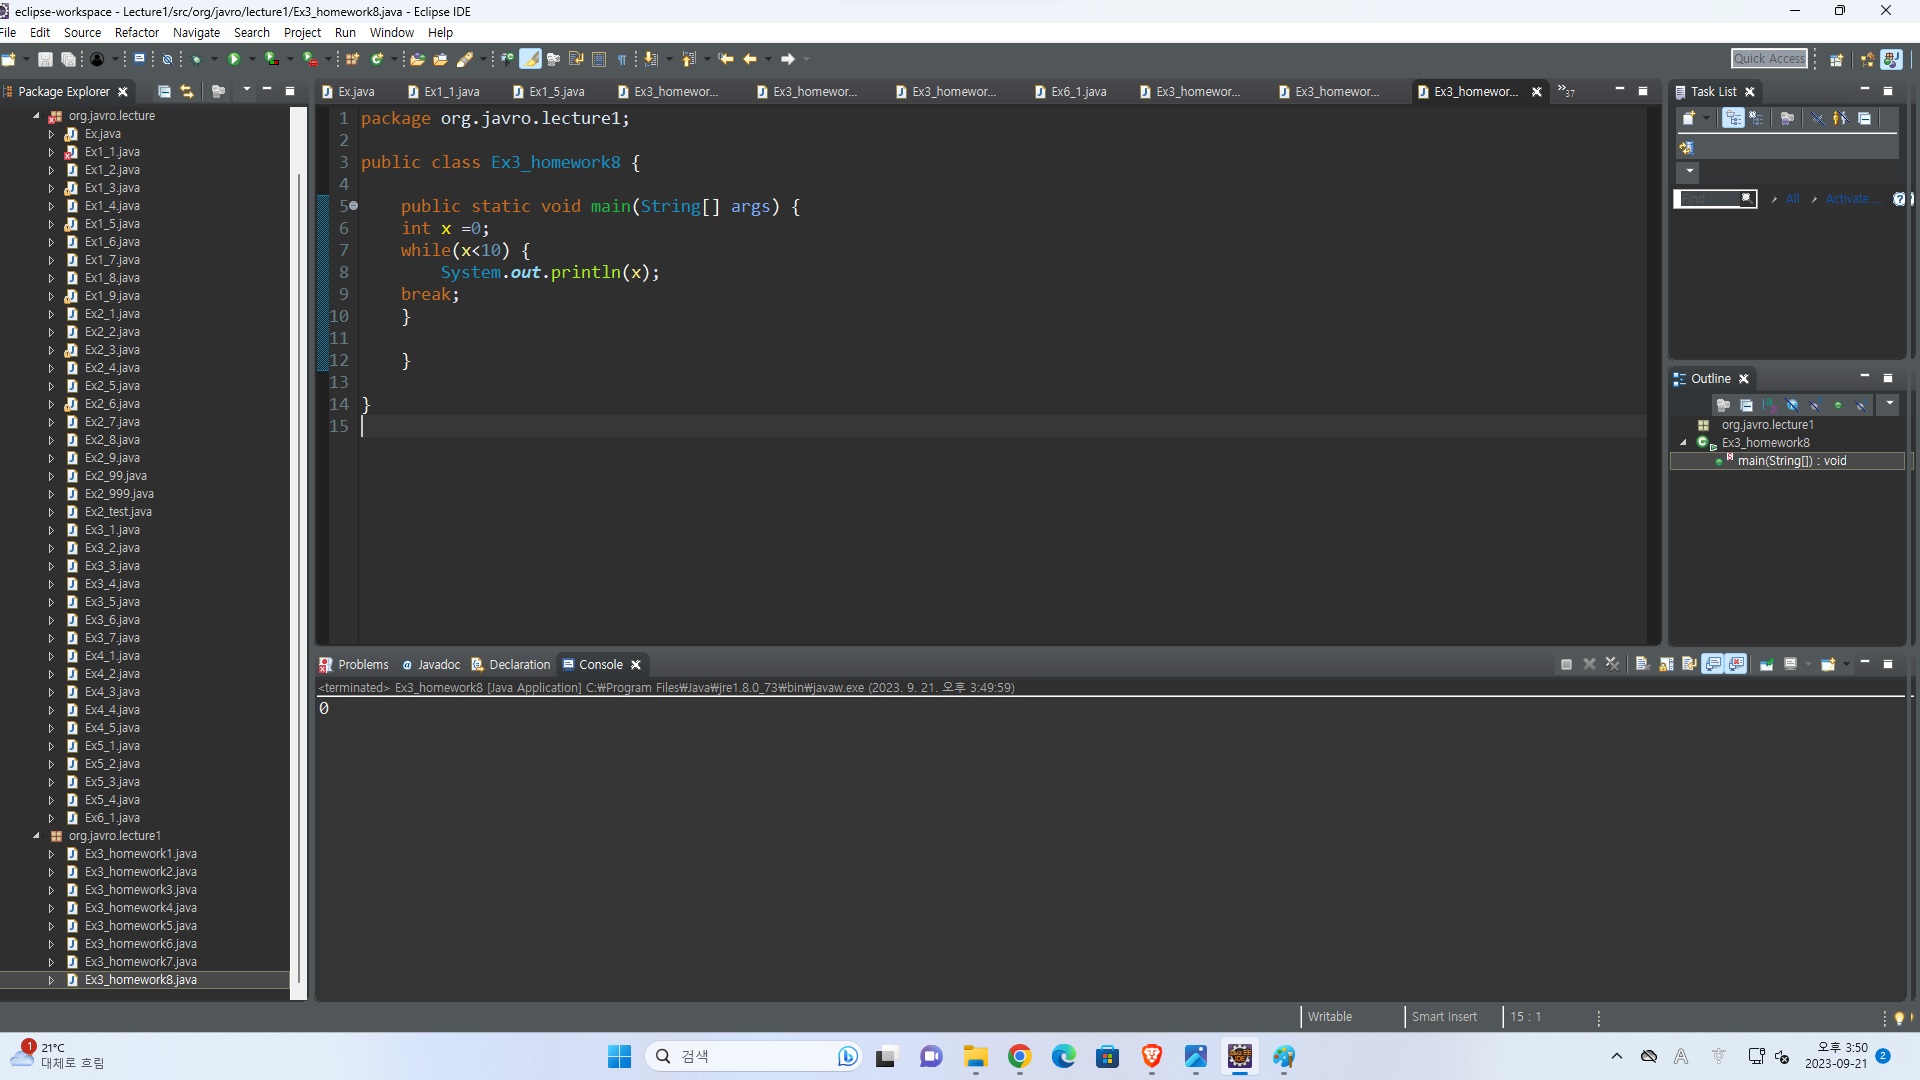 eclipse-workspace - Lecture1/src/org/javro/lecture1/Ex3_homework8.java - Eclipse IDE
File Edit Source Refactor Navigate Search Project Run Window Help
Quick Access
Package Explorer
org.javro.lecture
Ex.java
Ex1_1.java
Ex1_2.java
Ex1_3.java
Ex1_4.java
Ex1_5.java
Ex1_6.java
Ex1_7.java
Ex1_8.java
Ex1_9.java
Ex2_1.java
Ex2_2.java
Ex2_3.java
Ex2_4.java
Ex2_5.java
Ex2_6.java
Ex2_7.java
Ex2_8.java
Ex2_9.java
Ex2_99.java
Ex2_999.java
Ex2_test.java
Ex3_1.java
Ex3_2.java
Ex3_3.java
Ex3_4.java
Ex3_5.java
Ex3_6.java
Ex3_7.java
Ex4_1.java
Ex4_2.java
Ex4_3.java
Ex4_4.java
Ex4_5.java
Ex5_1.java
Ex5_2.java
Ex5_3.java
Ex5_4.java
Ex6_1.java
org.javro.lecture1
Ex3_homework1.java
Ex3_homework2.java
Ex3_homework3.java
Ex3_homework4.java
Ex3_homework5.java
Ex3_homework6.java
Ex3_homework7.java
Ex3_homework8.java
Ex.java Ex1_1.java Ex1_5.java Ex3_homewor... Ex3_homewor... Ex3_homewor... Ex6_1.java Ex3_homewor... Ex3_homewor... Ex3_homewor... »37
1 package org.javro.lecture1;
2
3 public class Ex3_homework8 {
4
5 public static void main(String[] args) {
6 int x =0;
7 while(x<10) {
8 System.out.println(x);
9 break;
10 }
11
12 }
13
14 }
15
Task List
Find All Activate...
Outline
org.javro.lecture1
Ex3_homework8
main(String[]) : void
Problems Javadoc Declaration Console
<terminated> Ex3_homework8 [Java Application] C:₩Program Files₩Java₩jre1.8.0_73₩bin₩javaw.exe (2023. 9. 21. 오후 3:49:59)
0
Writable Smart Insert 15 : 1
1
21°C
대체로 흐림
검색
A
오후 3:50
2023-09-21
2